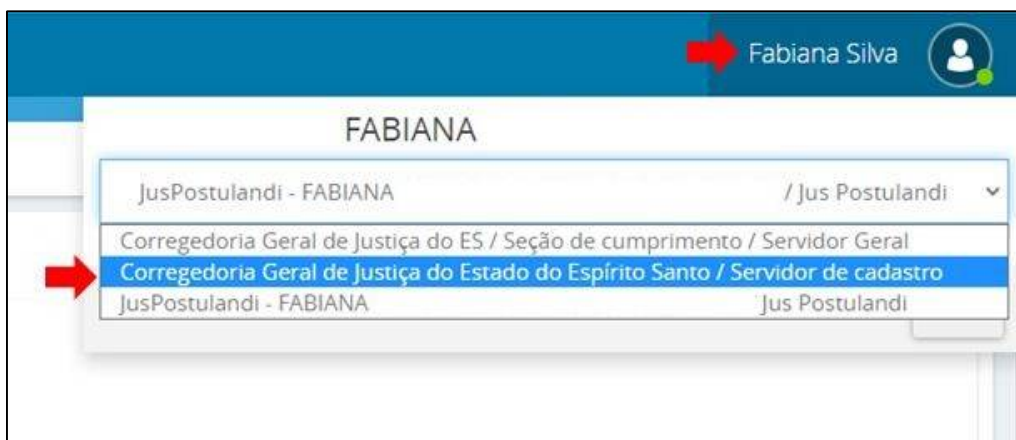 Fabiana Silva
FABIANA
JusPostulandi - FABIANA / Jus Postulandi
Corregedoria Geral de Justiça do ES / Seção de cumprimento / Servidor Geral
Corregedoria Geral de Justiça do Estado do Espírito Santo / Servidor de cadastro
JusPostulandi - FABIANA Jus Postulandi